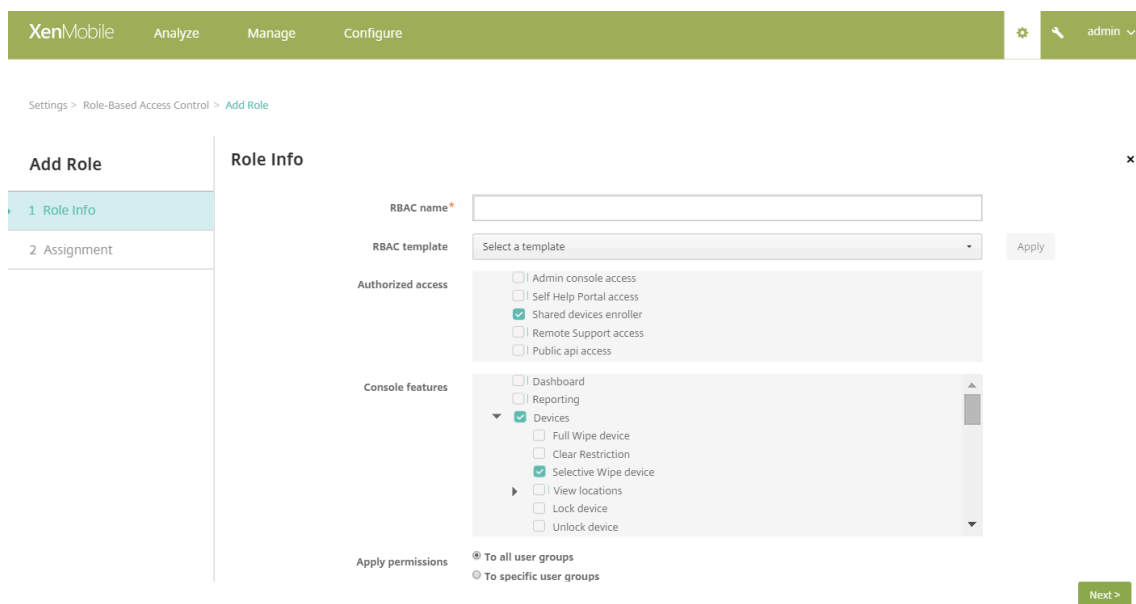 XenMobile Analyze Manage Configure admin
Settings > Role-Based Access Control > Add Role
Add Role
1 Role Info
2 Assignment
Role Info
RBAC name*
RBAC template Select a template Apply
Authorized access
Admin console access
Self Help Portal access
Shared devices enroller
Remote Support access
Public api access
Console features
Dashboard
Reporting
Devices
Full Wipe device
Clear Restriction
Selective Wipe device
View locations
Lock device
Unlock device
Apply permissions
To all user groups
To specific user groups
Next >